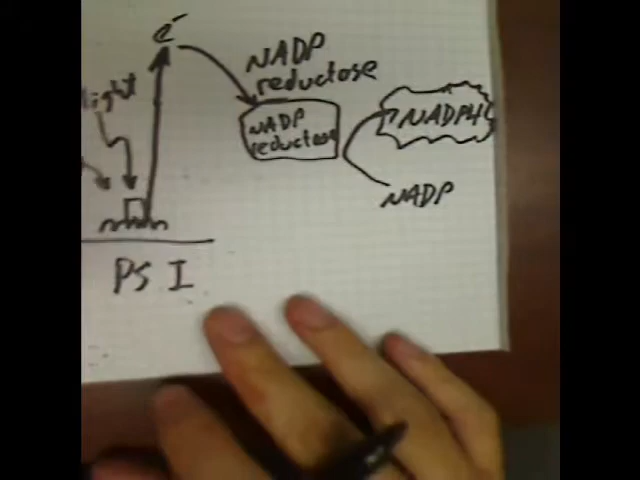 e⁻
NADP
reductase
light
NADP
reductase
NADPH
NADP
PS I